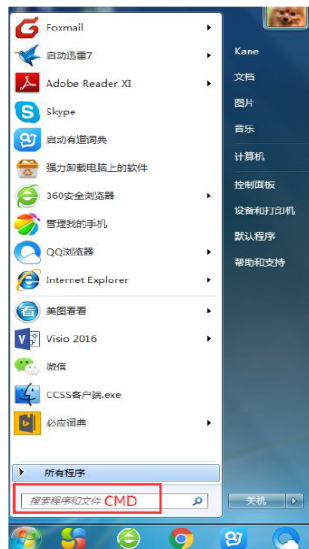 Foxmail
启动迅雷7
Adobe Reader XI
Skype
启动有道词典
强力卸载电脑上的软件
360安全浏览器
管理我的手机
QQ浏览器
Internet Explorer
美图看看
Visio 2016
微信
CCSS客户端.exe
必应词典
所有程序
搜索程序和文件 CMD
Kane
文档
图片
音乐
计算机
控制面板
设备和打印机
默认程序
帮助和支持
关机